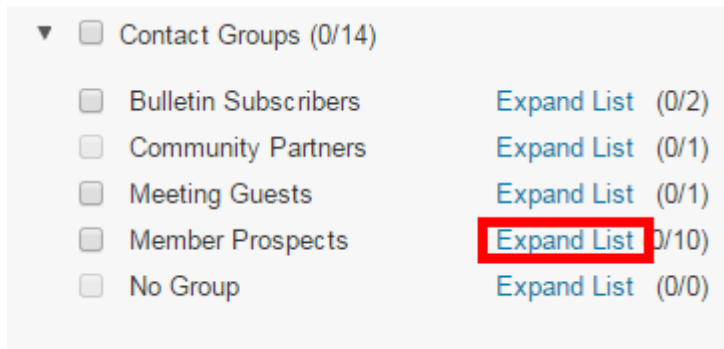 Contact Groups (0/14)
Bulletin Subscribers Expand List (0/2)
Community Partners Expand List (0/1)
Meeting Guests Expand List (0/1)
Member Prospects Expand List 0/10)
No Group Expand List (0/0)